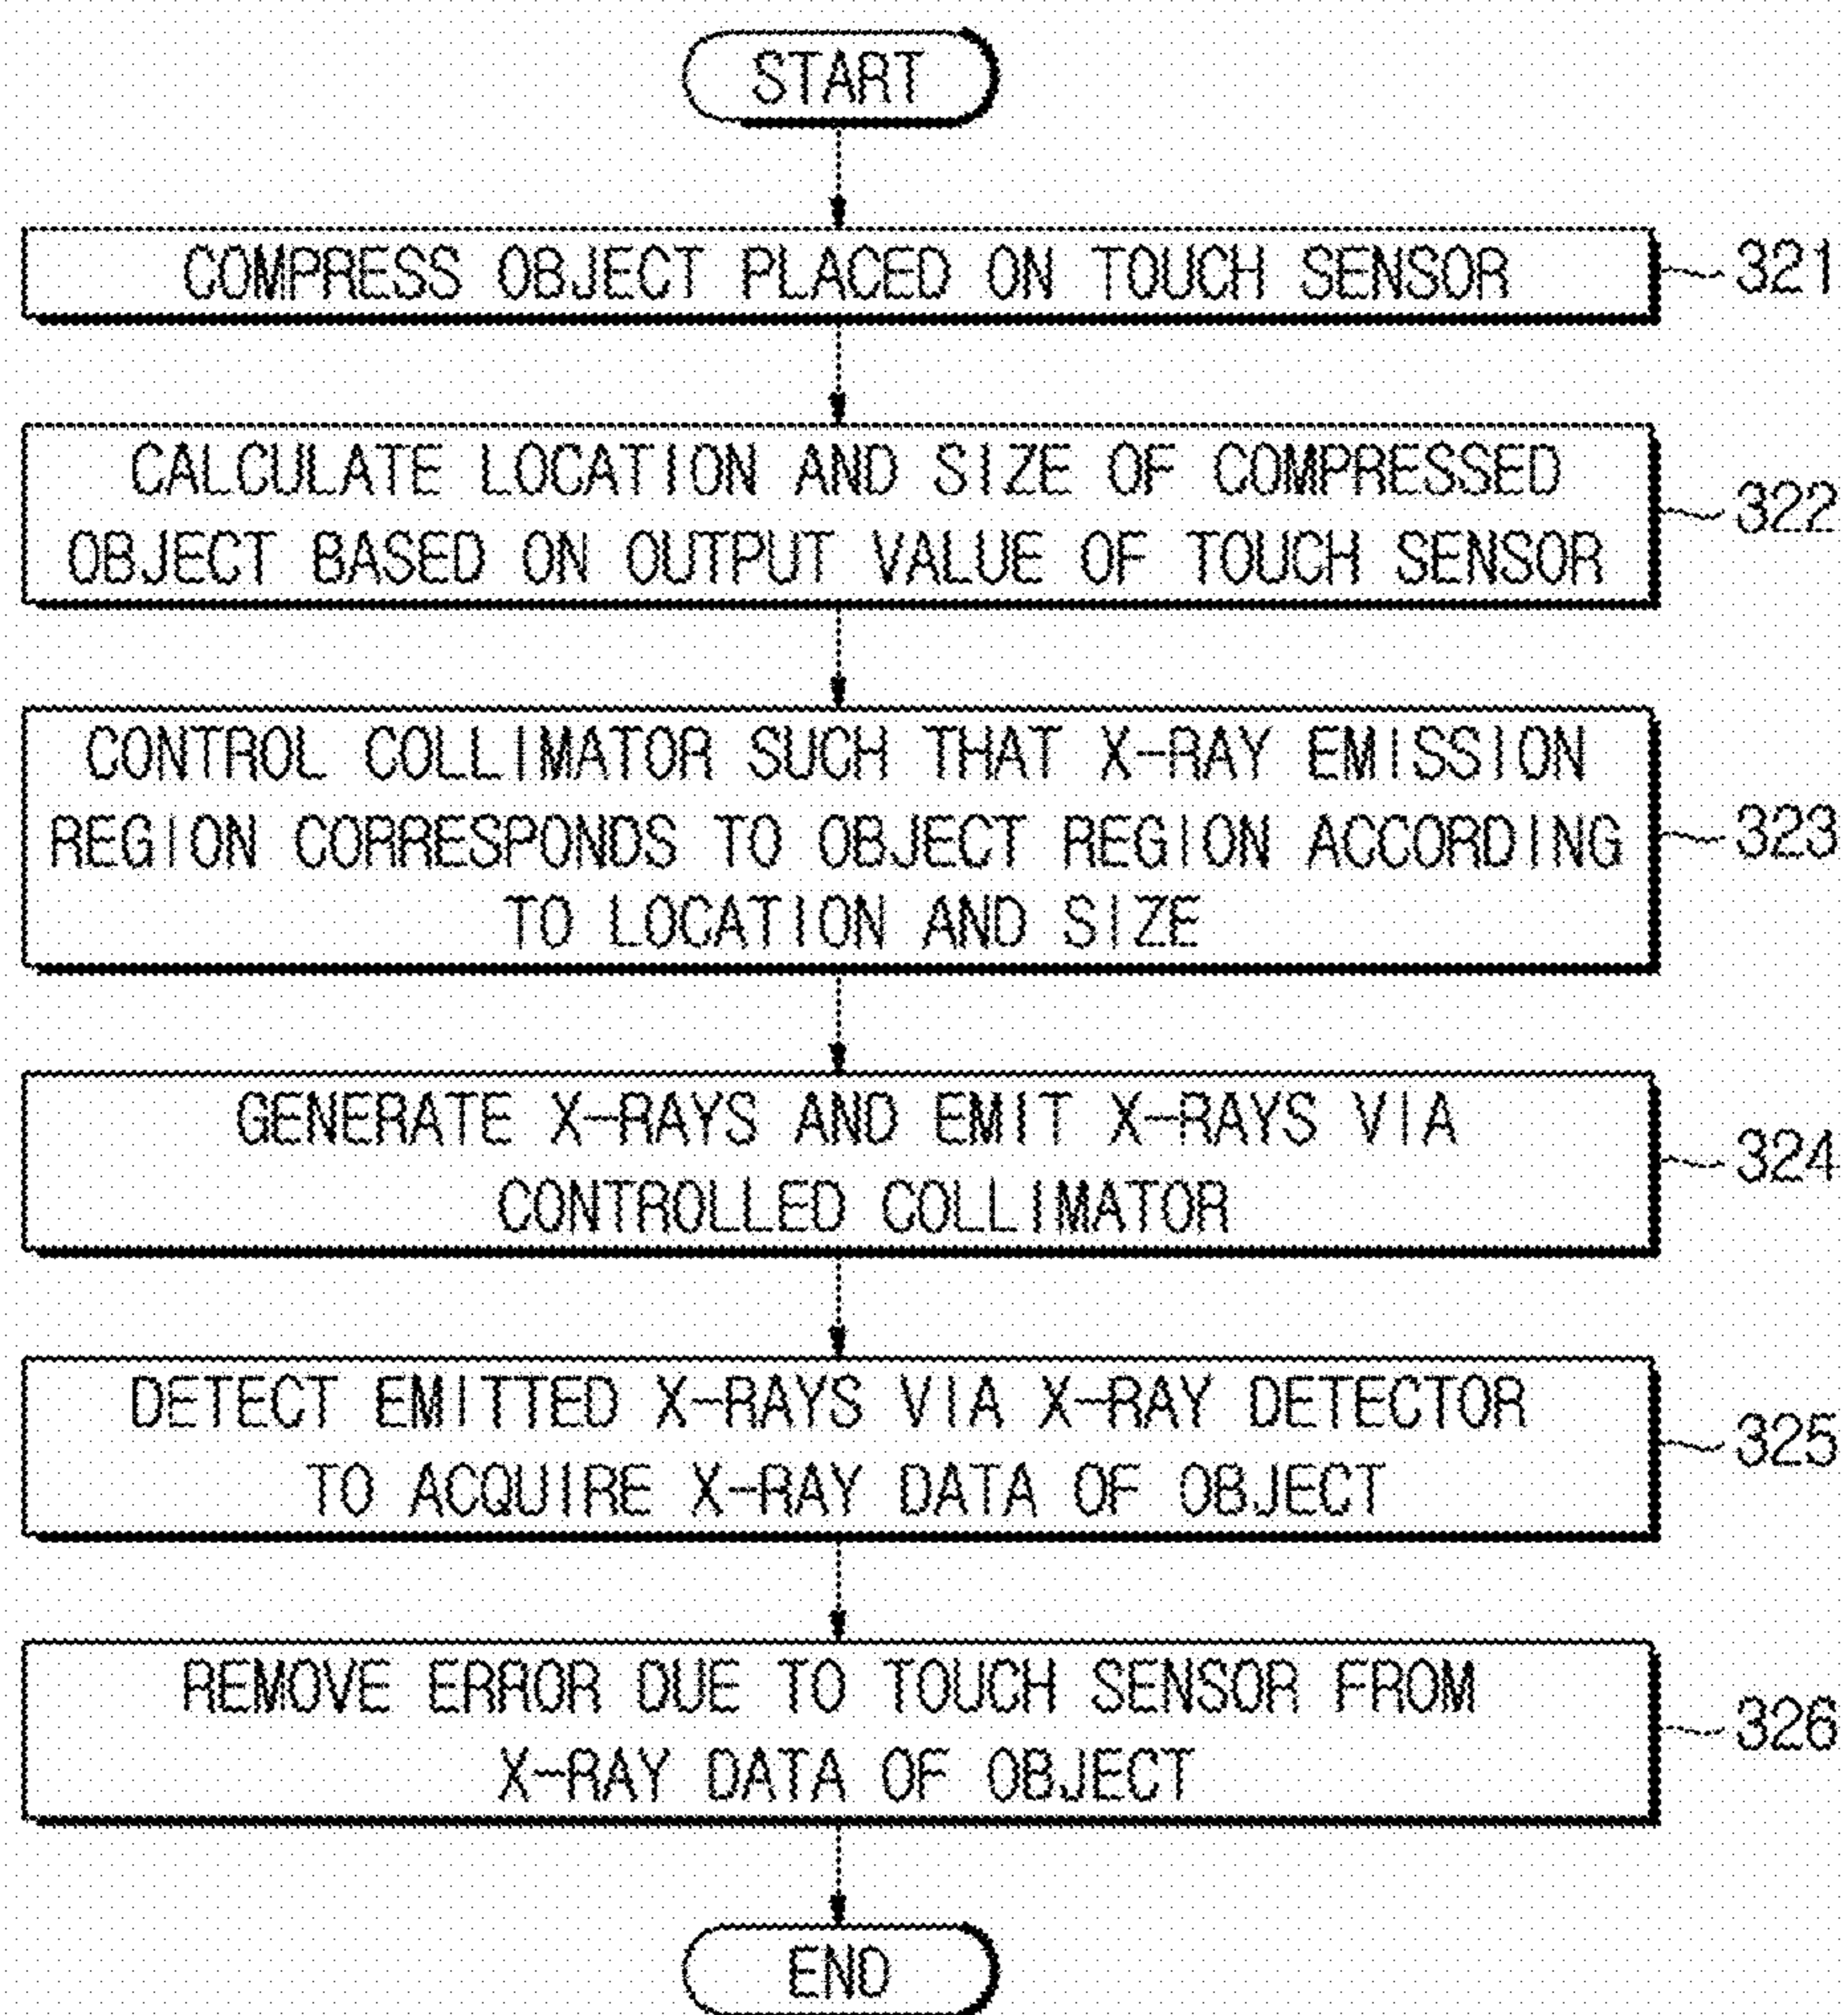 START
COMPRESS OBJECT PLACED ON TOUCH SENSOR
321
CALCULATE LOCATION AND SIZE OF COMPRESSED
OBJECT BASED ON OUTPUT VALUE OF TOUCH SENSOR
322
CONTROL COLLIMATOR SUCH THAT X-RAY EMISSION
REGION CORRESPONDS TO OBJECT REGION ACCORDING
TO LOCATION AND SIZE
323
GENERATE X-RAYS AND EMIT X-RAYS VIA
CONTROLLED COLLIMATOR
324
DETECT EMITTED X-RAYS VIA X-RAY DETECTOR
TO ACQUIRE X-RAY DATA OF OBJECT
325
REMOVE ERROR DUE TO TOUCH SENSOR FROM
X-RAY DATA OF OBJECT
326
END